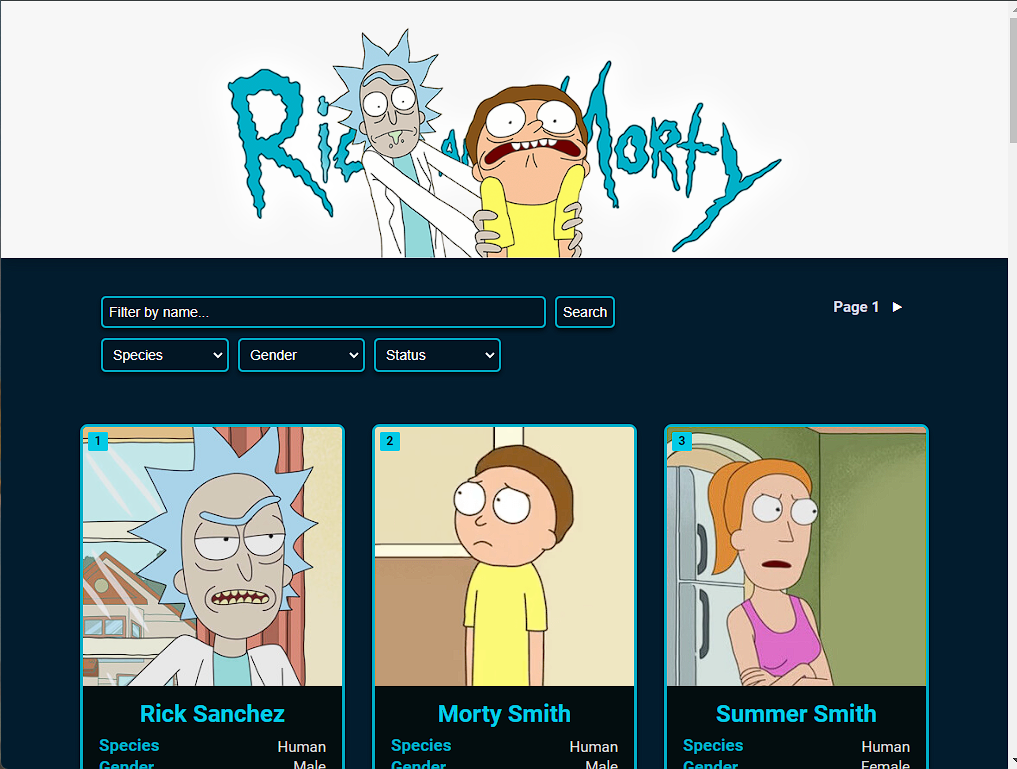 Rick and Morty
Filter by name...
Search
Page 1
Species
Gender
Status
1
2
3
Rick Sanchez
Morty Smith
Summer Smith
Species Human
Species Human
Species Human
Gender Male
Gender Male
Gender Female